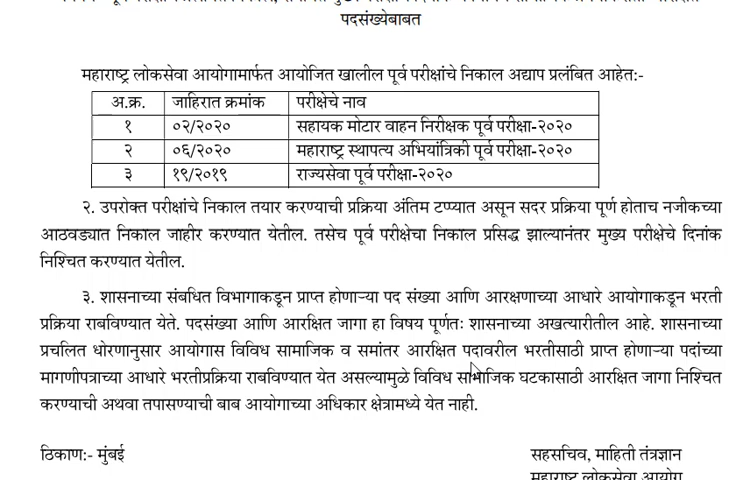 पदसंख्येबाबत
महाराष्ट्र लोकसेवा आयोगामार्फत आयोजित खालील पूर्व परीक्षांचे निकाल अद्याप प्रलंबित आहेत:-
अ.क्र. जाहिरात क्रमांक परीक्षेचे नाव
१ ०२/२०२० सहायक मोटार वाहन निरीक्षक पूर्व परीक्षा-२०२०
२ ०६/२०२० महाराष्ट्र स्थापत्य अभियांत्रिकी पूर्व परीक्षा-२०२०
३ १९/२०१९ राज्यसेवा पूर्व परीक्षा-२०२०
२. उपरोक्त परीक्षांचे निकाल तयार करण्याची प्रक्रिया अंतिम टप्प्यात असून सदर प्रक्रिया पूर्ण होताच नजीकच्या
आठवड्यात निकाल जाहीर करण्यात येतील. तसेच पूर्व परीक्षेचा निकाल प्रसिद्ध झाल्यानंतर मुख्य परीक्षेचे दिनांक
निश्चित करण्यात येतील.
३. शासनाच्या संबधित विभागाकडून प्राप्त होणाऱ्या पद संख्या आणि आरक्षणाच्या आधारे आयोगाकडून भरती
प्रक्रिया राबविण्यात येते. पदसंख्या आणि आरक्षित जागा हा विषय पूर्णतः शासनाच्या अखत्यारीतील आहे. शासनाच्या
प्रचलित धोरणानुसार आयोगास विविध सामाजिक व समांतर आरक्षित पदावरील भरतीसाठी प्राप्त होणाऱ्या पदांच्या
मागणीपत्राच्या आधारे भरतीप्रक्रिया राबविण्यात येत असल्यामुळे विविध सामाजिक घटकासाठी आरक्षित जागा निश्चित
करण्याची अथवा तपासण्याची बाब आयोगाच्या अधिकार क्षेत्रामध्ये येत नाही.
ठिकाण:- मुंबई सहसचिव, माहिती तंत्रज्ञान
महाराष्ट्र लोकसेवा आयोग